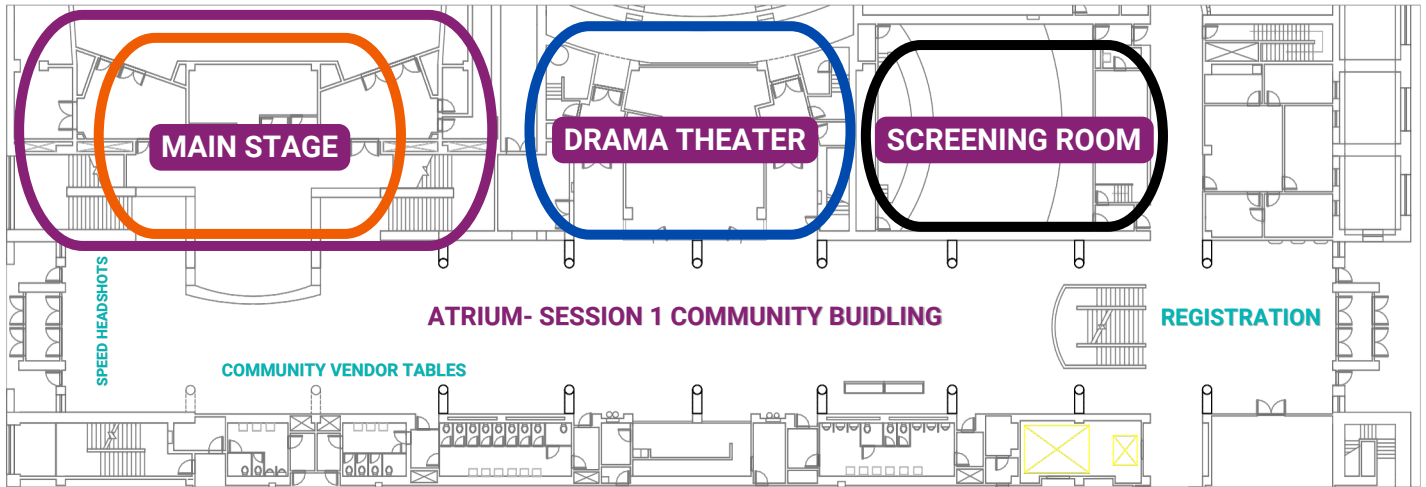 MAIN STAGE
DRAMA THEATER
SCREENING ROOM
SPEED HEADSHOTS
ATRIUM- SESSION 1 COMMUNITY BUIDLING
REGISTRATION
COMMUNITY VENDOR TABLES